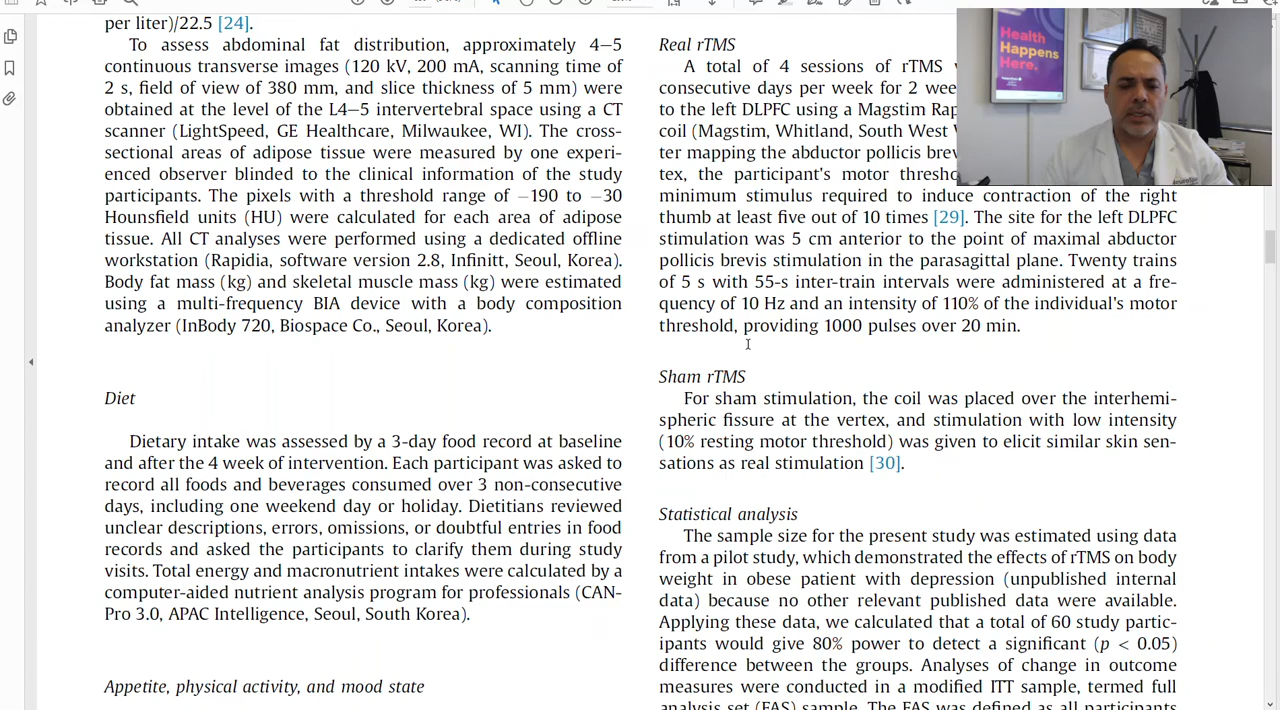 per liter)/22.5 [24].
To assess abdominal fat distribution, approximately 4–5
continuous transverse images (120 kV, 200 mA, scanning time of
2 s, field of view of 380 nm, and slice thickness of 5 mm) were
obtained at the level of the L4–5 intervertebral space using a CT
scanner (LightSpeed, GE Healthcare, Milwaukee, WI). The cross-
sectional areas of adipose tissue were measured by one experi-
enced observer blinded to the clinical information of the study
participants. The pixels with a threshold range of −190 to −30
Hounsfield units (HU) were calculated for each area of adipose
tissue. All CT analyses were performed using a dedicated offline
workstation (Rapidia, software version 2.8, Infinitt, Seoul, Korea).
Body fat mass (kg) and skeletal muscle mass (kg) were estimated
using a multi-frequency BIA device with a body composition
analyzer (InBody 720, Biospace Co., Seoul, Korea).
Diet
Dietary intake was assessed by a 3-day food record at baseline
and after the 4 week of intervention. Each participant was asked to
record all foods and beverages consumed over 3 non-consecutive
days, including one weekend day or holiday. Dietitians reviewed
unclear descriptions, errors, omissions, or doubtful entries in food
records and asked the participants to clarify them during study
visits. Total energy and macronutrient intakes were calculated by a
computer-aided nutrient analysis program for professionals (CAN-
Pro 3.0, APAC Intelligence, Seoul, South Korea).
Appetite, physical activity, and mood state
Real rTMS
A total of 4 sessions of rTMS
consecutive days per week for 2
to the left DLPFC using a Magstim
coil (Magstim, Whitland, South West
ter mapping the abductor pollicis
tex, the participant's motor
minimum stimulus required to induce contraction of the right
thumb at least five out of 10 times [29]. The site for the left DLPFC
stimulation was 5 cm anterior to the point of maximal abductor
pollicis brevis stimulation in the parasagittal plane. Twenty trains
of 5 s with 55-s inter-train intervals were administered at a fre-
quency of 10 Hz and an intensity of 110% of the individual's motor
threshold, providing 1000 pulses over 20 min.
Sham rTMS
For sham stimulation, the coil was placed over the interhemi-
spheric fissure at the vertex, and stimulation with low intensity
(10% resting motor threshold) was given to elicit similar skin sen-
sations as real stimulation [30].
Statistical analysis
The sample size for the present study was estimated using data
from a pilot study, which demonstrated the effects of rTMS on body
weight in obese patient with depression (unpublished internal
data) because no other relevant published data were available.
Applying these data, we calculated that a total of 60 study partic-
ipants would give 80% power to detect a significant (p < 0.05)
difference between the groups. Analyses of change in outcome
measures were conducted in a modified ITT sample, termed full
analysis set (FAS) sample. The FAS was defined as all participants
Health
Happens
Here.